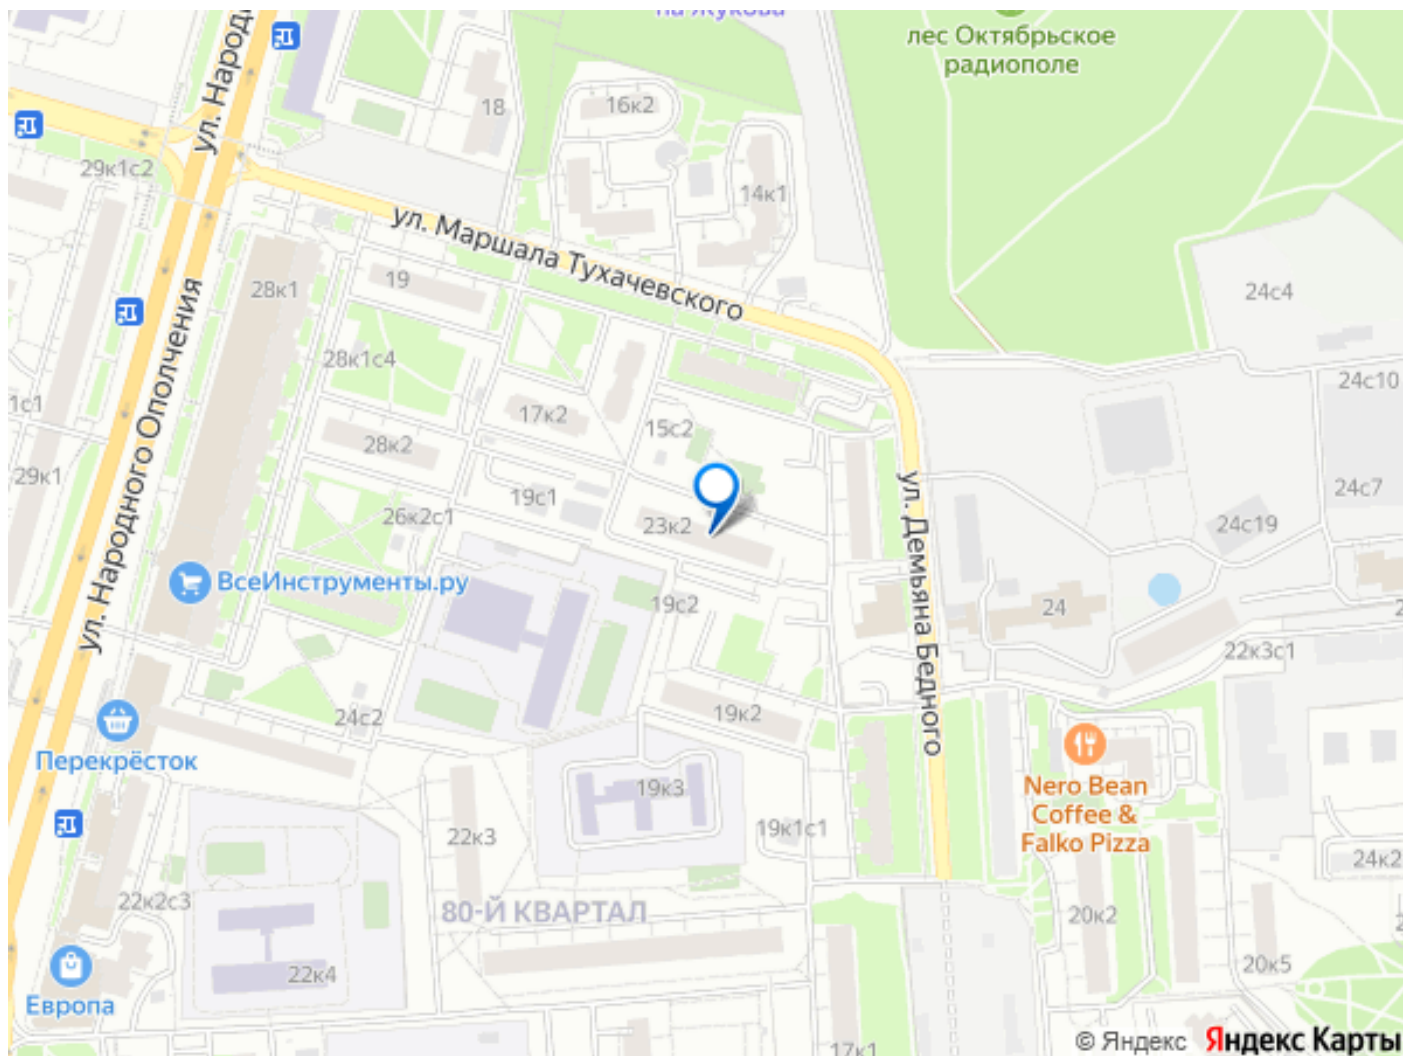 на Жукова
лес Октябрьское
радиополе
ул. Народн
18
16к2
29к1с2
14к1
ул. Маршала Тухачевского
28к1
19
24с4
28к1с4
24с10
1с1
17к2
15с2
28к2
29к1
ул. Народного Ополчения
19с1
24с7
26к2с1
23к2
24с19
ул. Демьяна Бедного
ВсеИнструменты.ру
19с2
24
22к3с1
24с2
19к2
Перекрёсток
19к3
Nero Bean
Coffee &
Falko Pizza
22к3
19к1с1
24к2
22к2с3
80-Й КВАРТАЛ
20к2
22к4
20к5
Европа
17к1
© Яндекс Яндекс Карты